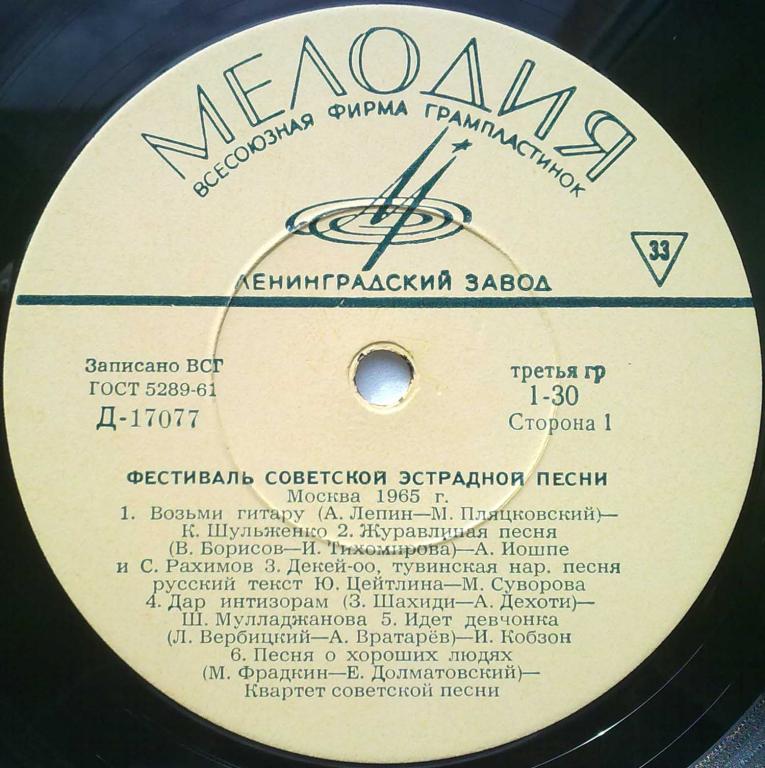 МЕЛОДИЯ
ВСЕСОЮЗНАЯ ФИРМА ГРАМПЛАСТИНОК
33
ЛЕНИНГРАДСКИЙ ЗАВОД
Записано ВСГ
ГОСТ 5289-61
Д-17077
третья гр
1-30
Сторона 1
ФЕСТИВАЛЬ СОВЕТСКОЙ ЭСТРАДНОЙ ПЕСНИ
Москва 1965 г.
1. Возьми гитару (А. Лепин—М. Пляцковский)—
К. Шульженко 2. Журавлиная песня
(В. Борисов—И. Тихомирова)—А. Иошпе
и С. Рахимов 3. Декей-оо, тувинская нар. песня
русский текст Ю. Цейтлина—М. Суворова
4. Дар интизорам (З. Шахиди—А. Дехоти)—
Ш. Мулладжанова 5. Идет девчонка
(Л. Вербицкий—А. Вратарёв)—И. Кобзон
6. Песня о хороших людях
(М. Фрадкин—Е. Долматовский)—
Квартет советской песни